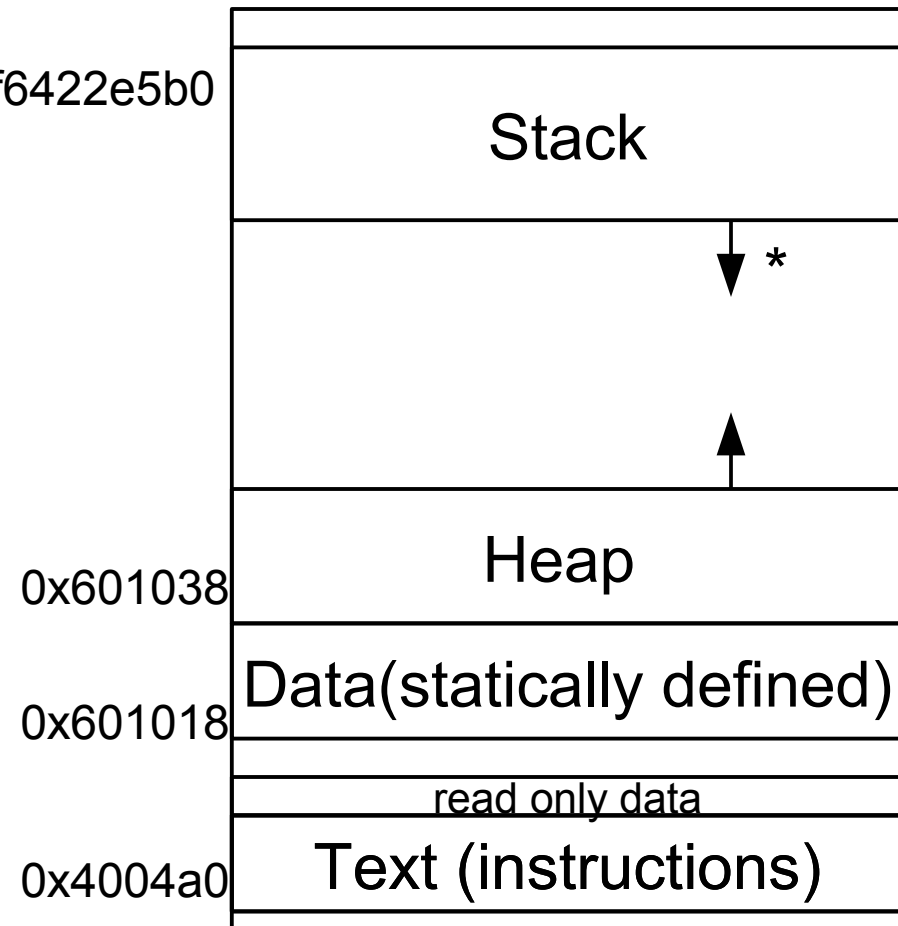 f6422e5b0
Stack
*
Heap
0x601038
Data(statically defined)
0x601018
read only data
Text (instructions)
0x4004a0